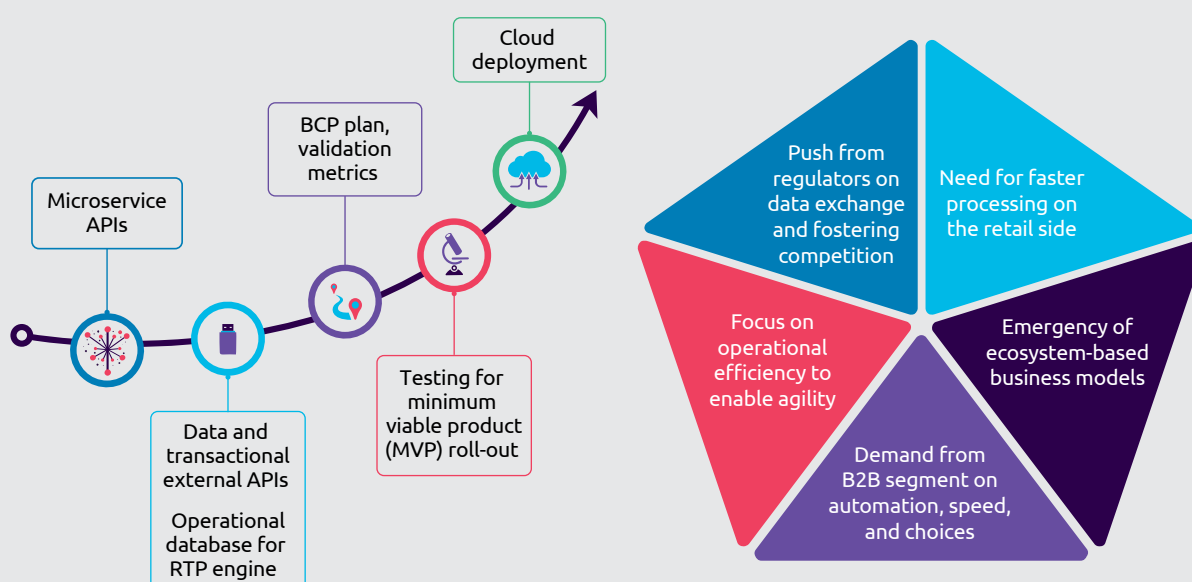 Microservice
APIs
Data and
transactional
external APIs
Operational
database for
RTP engine
BCP plan,
validation
metrics
Testing for
minimum
viable product
(MVP) roll-out
Cloud
deployment
Push from
regulators on
data exchange
and fostering
competition
Need for faster
processing on
the retail side
Emergency of
ecosystem-based
business models
Demand from
B2B segment on
automation, speed,
and choices
Focus on
operational
efficiency to
enable agility